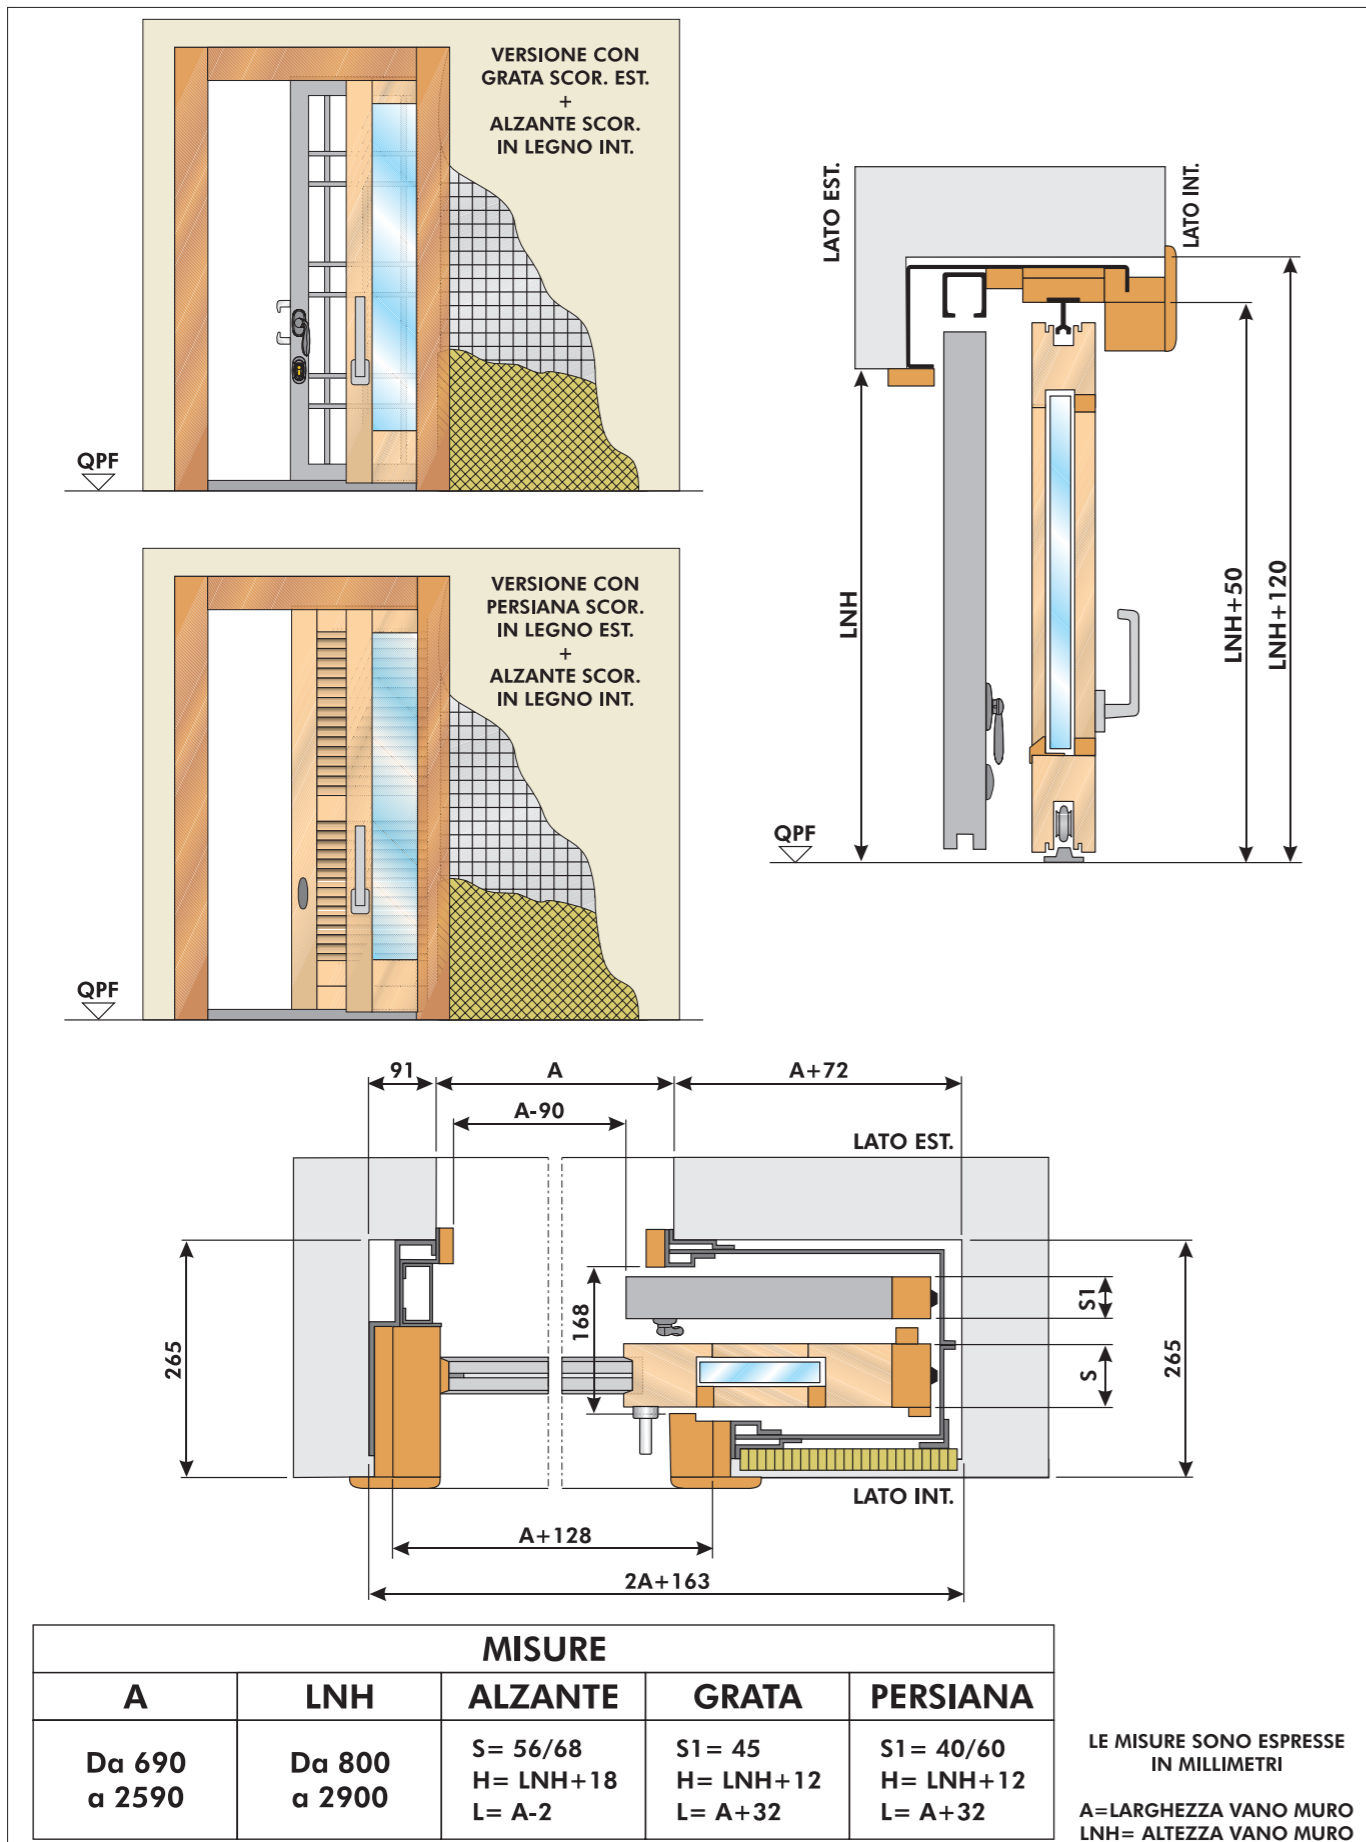 VERSIONE CON
GRATA SCOR. EST.
+
ALZANTE SCOR.
IN LEGNO INT.
QPF
LATO EST.
LATO INT.
LNH
LNH+50
LNH+120
QPF
VERSIONE CON
PERSIANA SCOR.
IN LEGNO EST.
+
ALZANTE SCOR.
IN LEGNO INT.
QPF
91
A
A+72
A-90
LATO EST.
265
168
S1
S
265
LATO INT.
A+128
2A+163
MISURE
A
LNH
ALZANTE
GRATA
PERSIANA
Da 690
a 2590
Da 800
a 2900
S= 56/68
H= LNH+18
L= A-2
S1= 45
H= LNH+12
L= A+32
S1= 40/60
H= LNH+12
L= A+32
LE MISURE SONO ESPRESSE
IN MILLIMETRI
A=LARGHEZZA VANO MURO
LNH= ALTEZZA VANO MURO